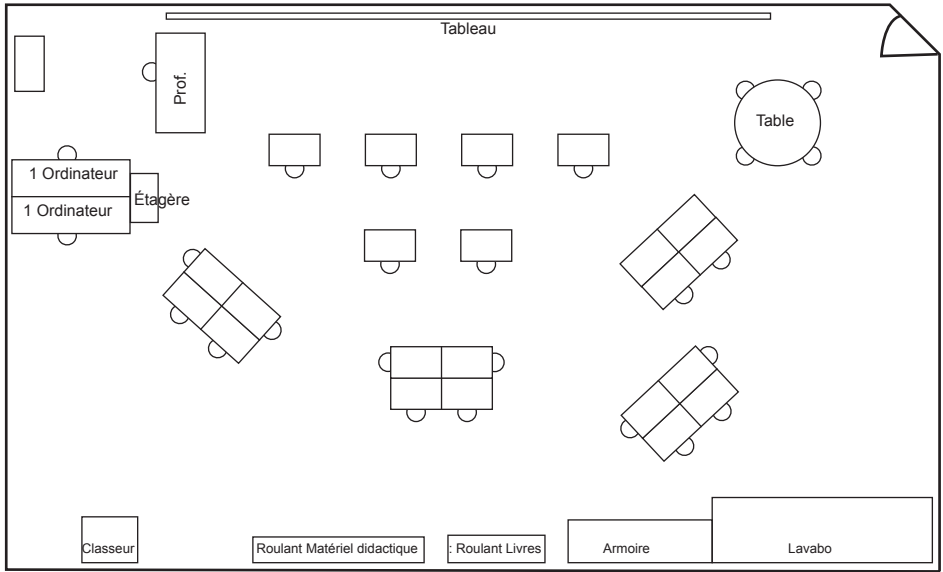 Tableau
Prof.
Table
1 Ordinateur
Étagère
1 Ordinateur
Classeur
Roulant Matériel didactique
: Roulant Livres
Armoire
Lavabo